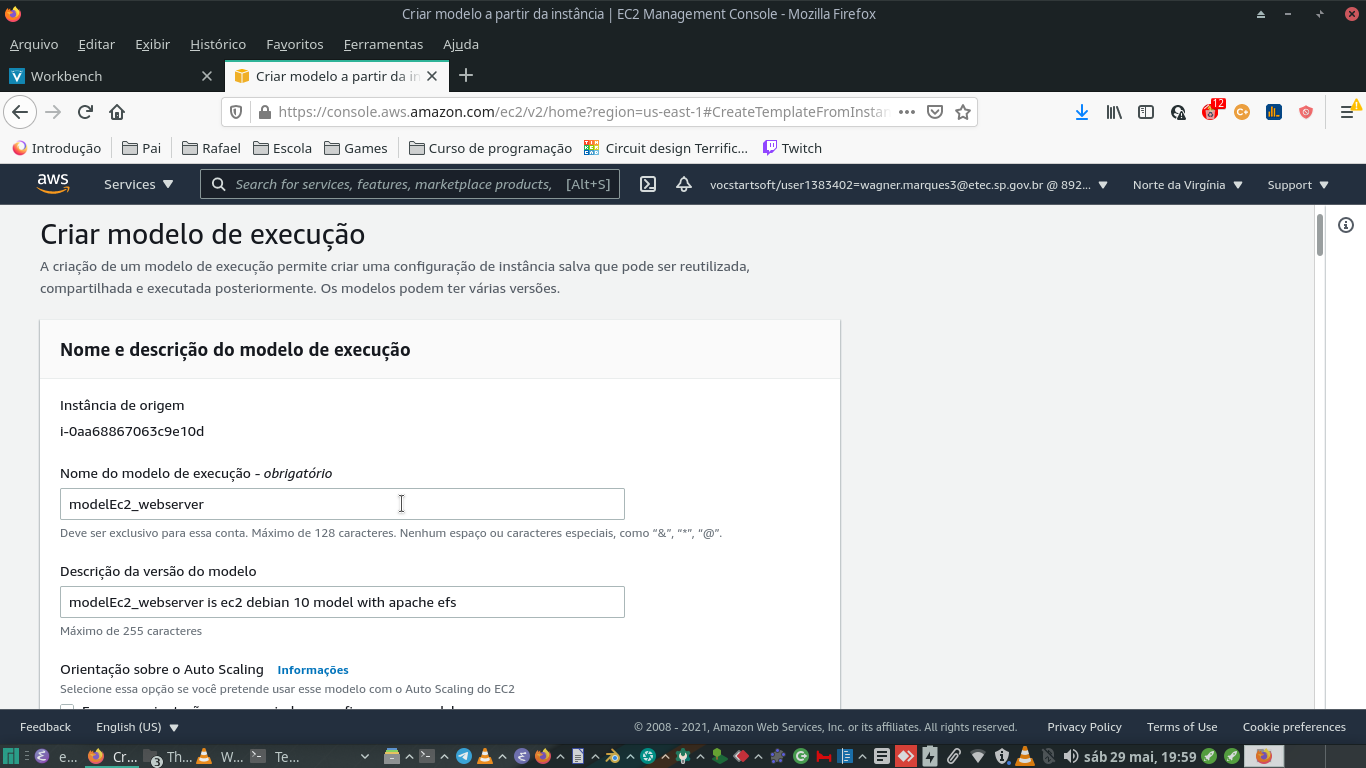 Criar modelo a partir da instância | EC2 Management Console - Mozilla Firefox
Arquivo Editar Exibir Histórico Favoritos Ferramentas Ajuda
Workbench
Criar modelo a partir da in
https://console.aws.amazon.com/ec2/v2/home?region=us-east-1#CreateTemplateFromInstan
12
Introdução Pai Rafael Escola Games Curso de programação Circuit design Terrific... Twitch
aws Services Search for services, features, marketplace products, [Alt+S] vocstartsoft/user1383402=wagner.marques3@etec.sp.gov.br @ 892... Norte da Virgínia Support
Criar modelo de execução
A criação de um modelo de execução permite criar uma configuração de instância salva que pode ser reutilizada,
compartilhada e executada posteriormente. Os modelos podem ter várias versões.
Nome e descrição do modelo de execução
Instância de origem
i-0aa68867063c9e10d
Nome do modelo de execução - obrigatório
modelEc2_webserver
Deve ser exclusivo para essa conta. Máximo de 128 caracteres. Nenhum espaço ou caracteres especiais, como “&”, “*”, “@”.
Descrição da versão do modelo
modelEc2_webserver is ec2 debian 10 model with apache efs
Máximo de 255 caracteres
Orientação sobre o Auto Scaling Informações
Selecione essa opção se você pretende usar esse modelo com o Auto Scaling do EC2
Feedback English (US) © 2008 - 2021, Amazon Web Services, Inc. or its affiliates. All rights reserved. Privacy Policy Terms of Use Cookie preferences
e... Cr... 3 Th... W... Te... sáb 29 mai, 19:59